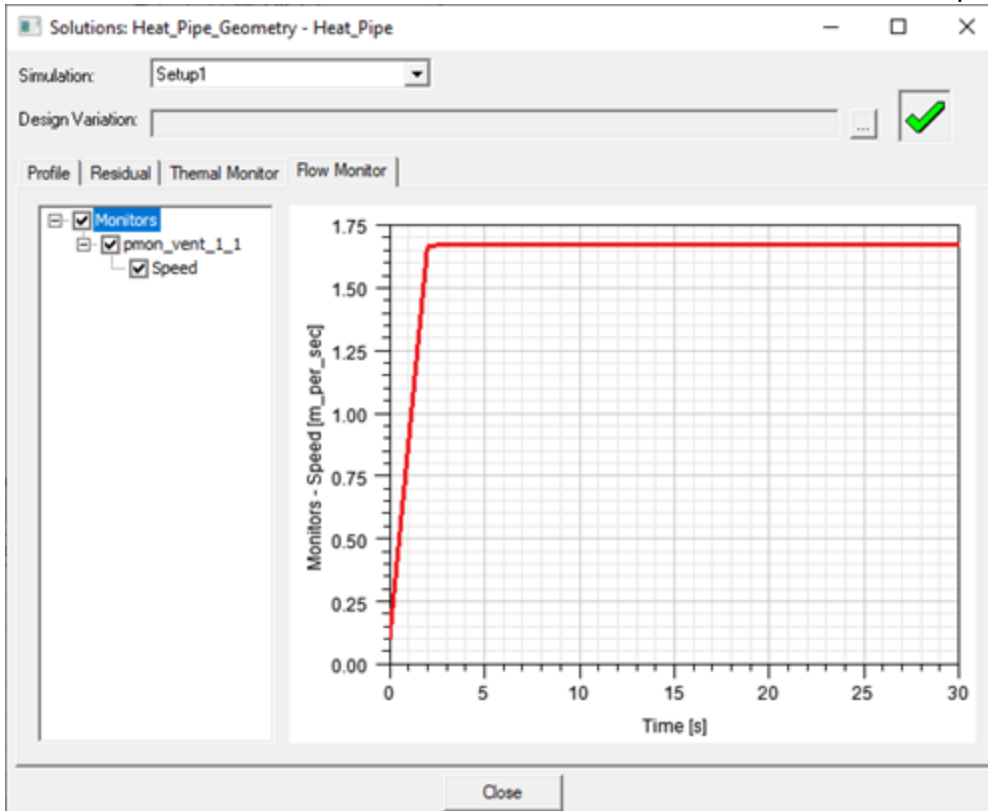 Solutions: Heat_Pipe_Geometry - Heat_Pipe
Simulation: Setup1
Design Variation: ...
Profile Residual Themal Monitor Flow Monitor
Monitors
pmon_vent_1_1
Speed
Monitors - Speed [m_per_sec]
1.75
1.50
1.25
1.00
0.75
0.50
0.25
0.00
0 5 10 15 20 25 30
Time [s]
Close